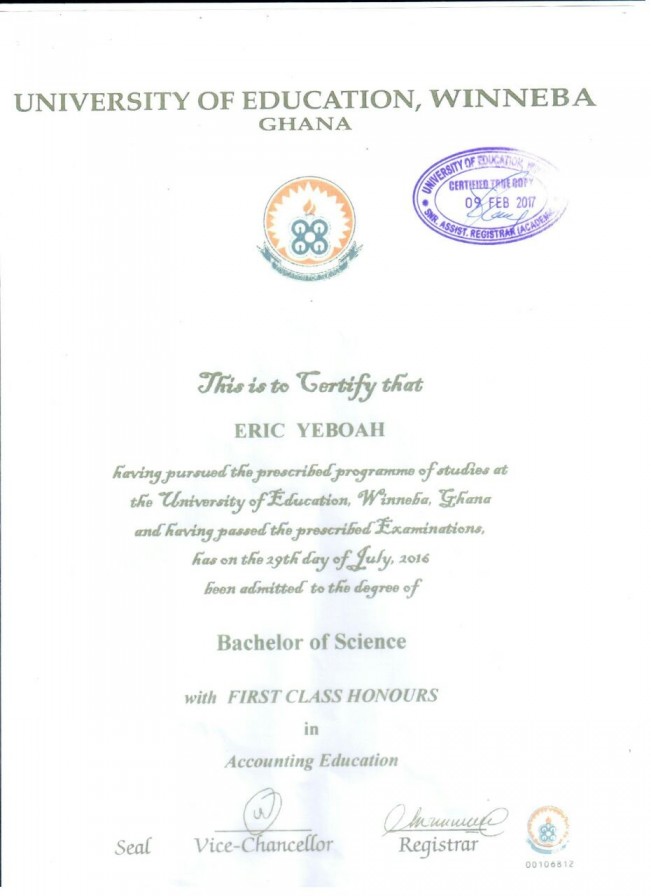 UNIVERSITY OF EDUCATION, WINNEBA
GHANA
UNIVERSITY OF EDUCATION,
CERTIFIED TRUE COPY
09 FEB 2017
SNR. ASSIST. REGISTRAR
This is to Certify that
ERIC YEBOAH
having pursued the prescribed programme of studies at
the University of Education, Winneba, Ghana
and having passed the prescribed Examinations,
has on the 29th day of July, 2016
been admitted to the degree of
Bachelor of Science
with FIRST CLASS HONOURS
in
Accounting Education
Seal Vice-Chancellor Registrar
00106812